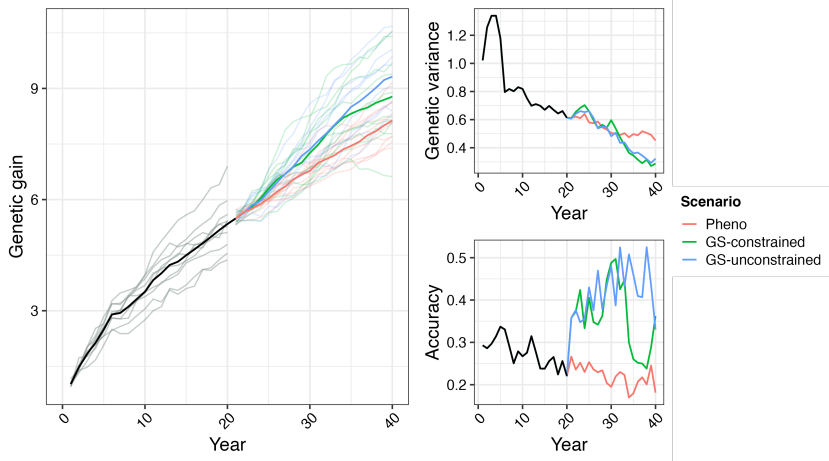 Genetic gain
9
6
3
0
10
20
30
40
Year
Genetic variance
1.2
1.0
0.8
0.6
0.4
0
10
20
30
40
Year
Accuracy
0.5
0.4
0.3
0.2
0
10
20
30
40
Year
Scenario
Pheno
GS-constrained
GS-unconstrained